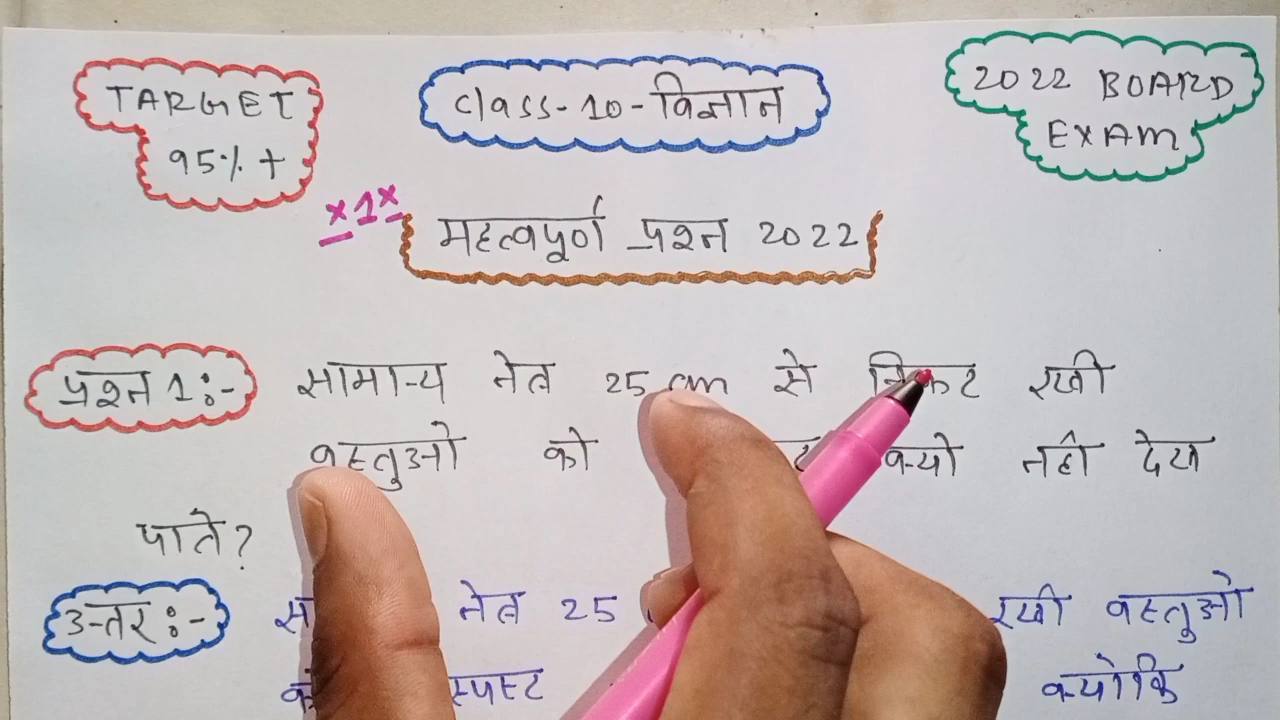 TARGET
95% +
Class-10-विज्ञान
2022 BOARD
EXAM
×1×
महत्वपूर्ण प्रश्न 2022
प्रश्न 1:- सामान्य नेत्र 25 cm से निकट रखी
वस्तुओ को क्यो नही देख
पाते?
उत्तर:- नेत्र 25 रखी वस्तुओ
स्पष्ट क्योकि